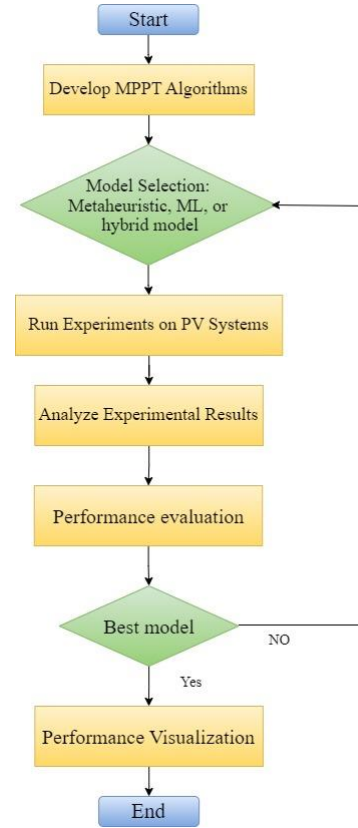 Start
Develop MPPT Algorithms
Model Selection:
Metaheuristic, ML, or
hybrid model
Run Experiments on PV Systems
Analyze Experimental Results
Performance evaluation
Best model
NO
Yes
Performance Visualization
End